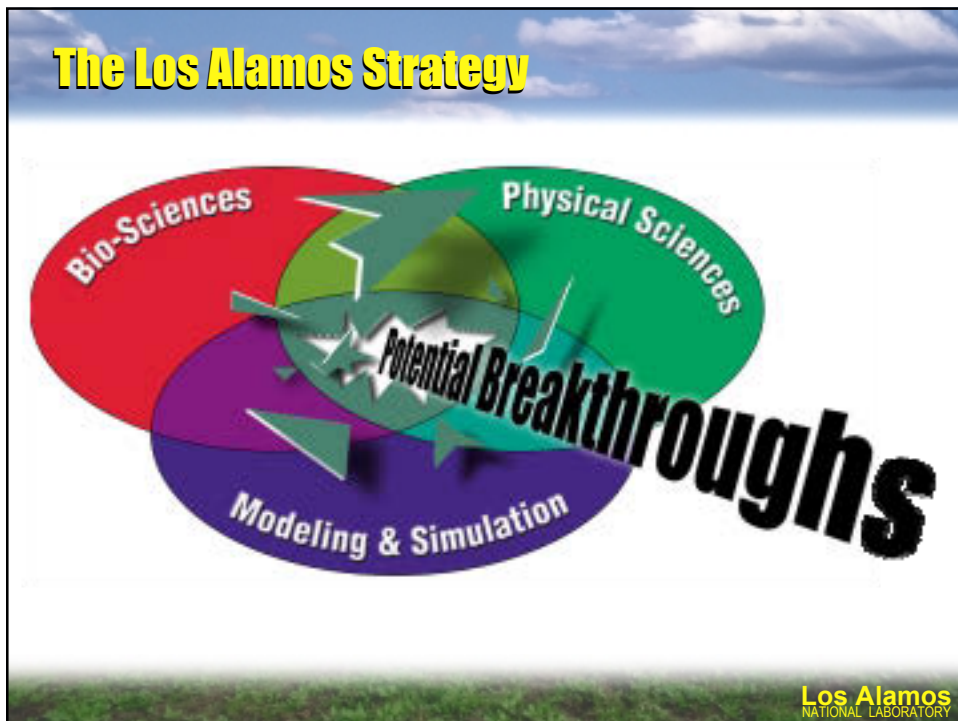 The Los Alamos Strategy
Bio-Sciences
Physical Sciences
Potential Breakthroughs
Modeling & Simulation
Los Alamos
NATIONAL LABORATORY